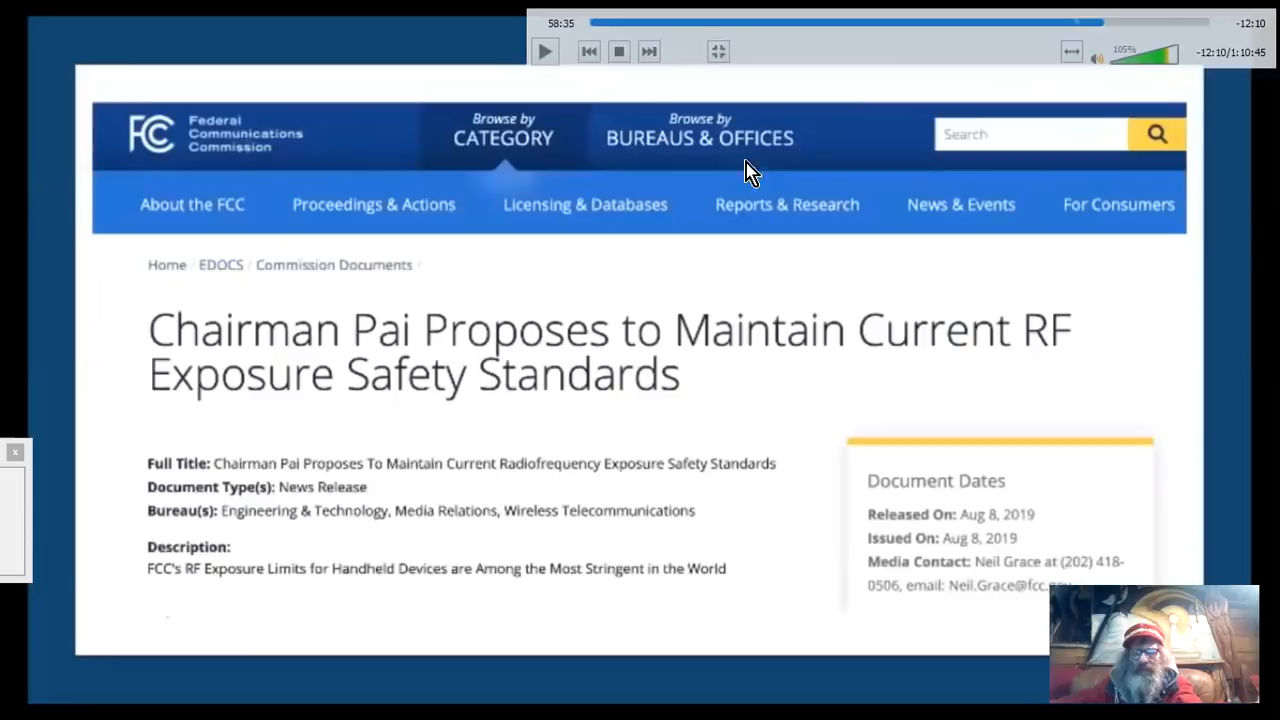 58:35
-12:10
105%
-12:10/1:10:45
FCC Federal
Communications
Commission
Browse by
CATEGORY
Browse by
BUREAUS & OFFICES
Search
About the FCC
Proceedings & Actions
Licensing & Databases
Reports & Research
News & Events
For Consumers
Home / EDOCS / Commission Documents /
Chairman Pai Proposes to Maintain Current RF
Exposure Safety Standards
Full Title: Chairman Pai Proposes To Maintain Current Radiofrequency Exposure Safety Standards
Document Type(s): News Release
Bureau(s): Engineering & Technology, Media Relations, Wireless Telecommunications
Description:
FCC's RF Exposure Limits for Handheld Devices are Among the Most Stringent in the World
Document Dates
Released On: Aug 8, 2019
Issued On: Aug 8, 2019
Media Contact: Neil Grace at (202) 418-
0506, email: Neil.Grace@fcc.gov